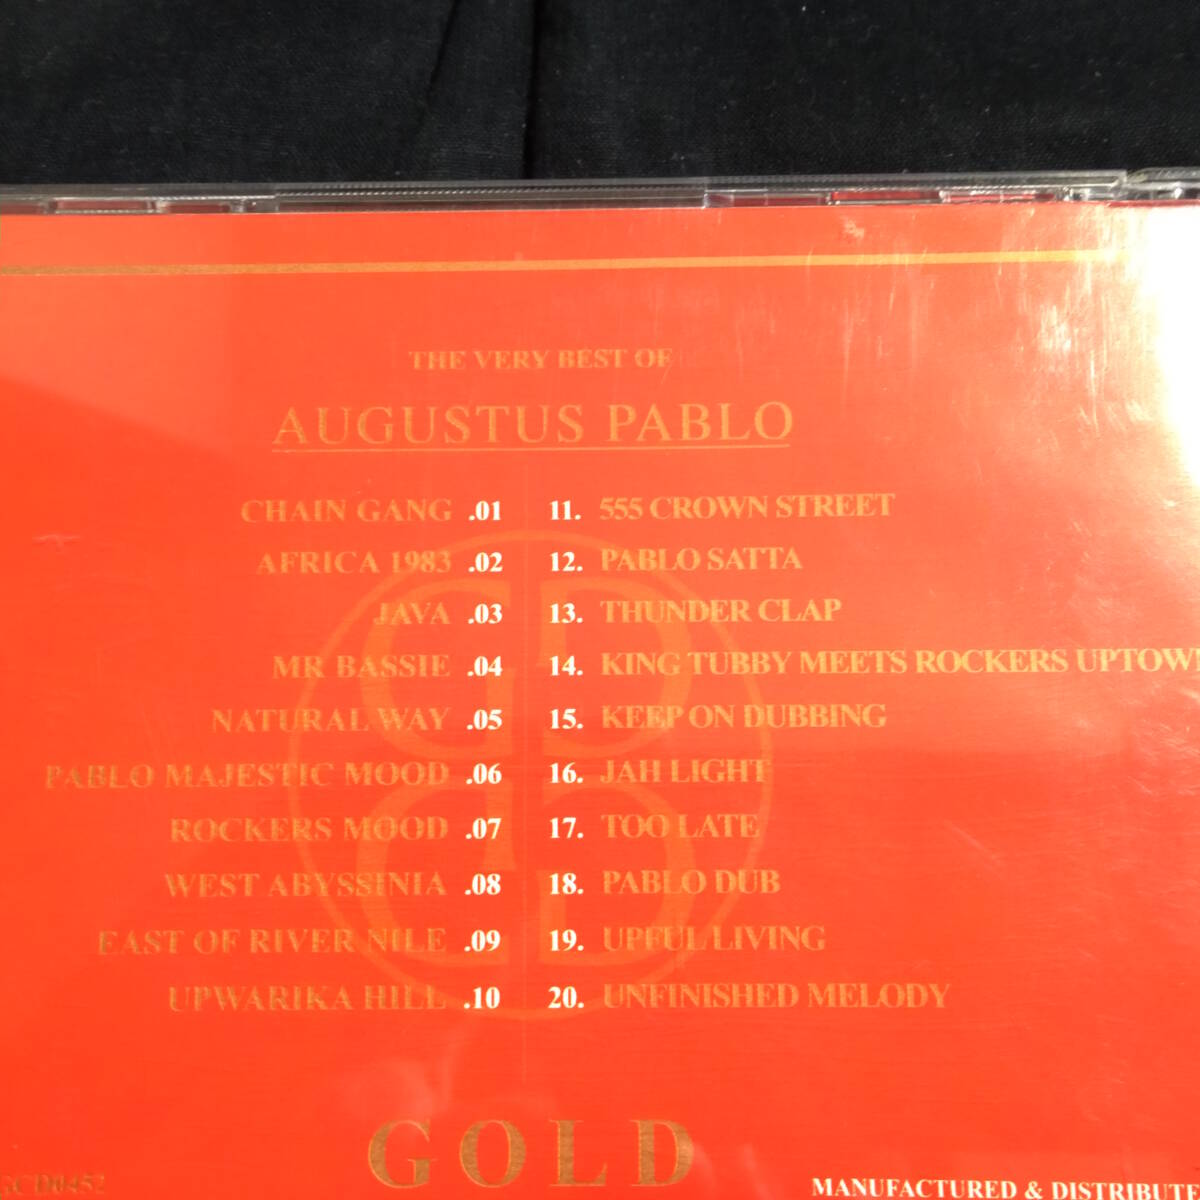 THE VERY BEST OF
AUGUSTUS PABLO
CHAIN GANG .01
AFRICA 1983 .02
JAVA .03
MR BASSIE .04
NATURAL WAY .05
PABLO MAJESTIC MOOD .06
ROCKERS MOOD .07
WEST ABYSSINIA .08
EAST OF RIVER NILE .09
UPWARIKA HILL .10
11. 555 CROWN STREET
12. PABLO SATTA
13. THUNDER CLAP
14. KING TUBBY MEETS ROCKERS UPTOWN
15. KEEP ON DUBBING
16. JAH LIGHT
17. TOO LATE
18. PABLO DUB
19. UPFUL LIVING
20. UNFINISHED MELODY
GOLD
GCD0452
MANUFACTURED & DISTRIBUTE